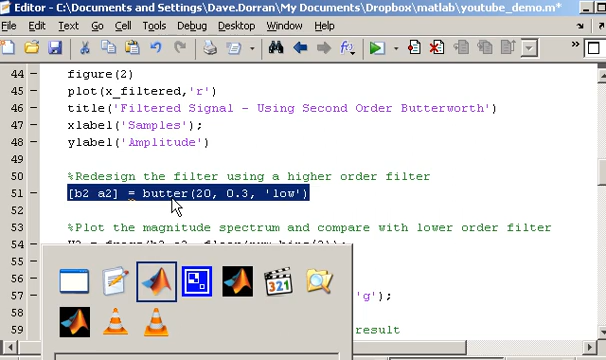 Editor - C:\Documents and Settings\Dave.Dorran\My Documents\Dropbox\matlab\youtube_demo.m*
File Edit Text Go Cell Tools Debug Desktop Window Help
44 figure(2)
45 plot(x_filtered,'r')
46 title('Filtered Signal - Using Second Order Butterworth')
47 xlabel('Samples');
48 ylabel('Amplitude')
49
50 %Redesign the filter using a higher order filter
51 [b2 a2] = butter(20, 0.3, 'low')
52
53 %Plot the magnitude spectrum and compare with lower order filter
54
55
56
57 'g');
58
59 result
321